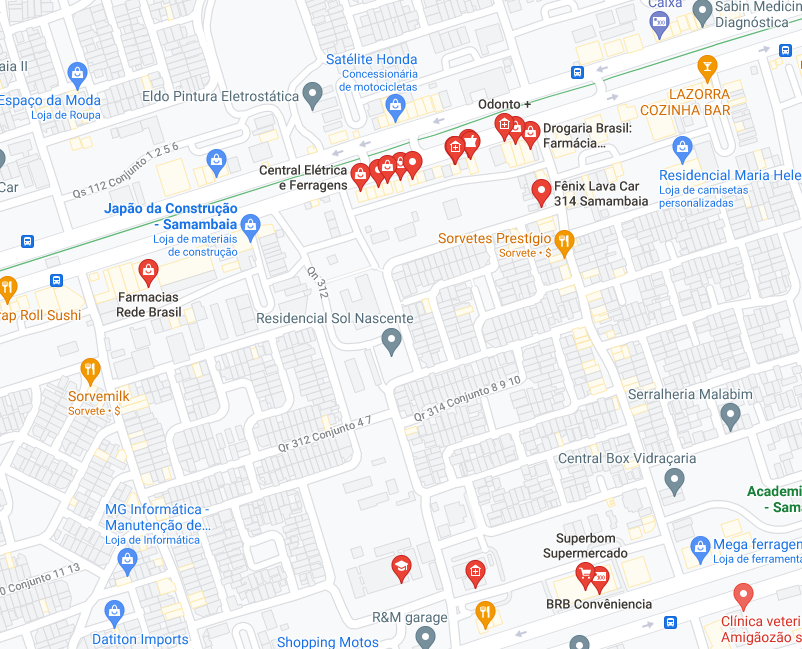 Caixa
Sabin Medicin
Diagnóstica
aia II
Satélite Honda
Concessionária
de motocicletas
Espaço da Moda
Loja de Roupa
Eldo Pintura Eletrostática
LAZORRA
COZINHA BAR
Odonto +
Drogaria Brasil:
Farmácia...
Qs 112 Conjunto 1 2 5 6
Car
Central Elétrica
e Ferragens
Residencial Maria Hele
Loja de camisetas
personalizadas
Fênix Lava Car
314 Samambaia
Japão da Construção
- Samambaia
Loja de materiais
de construção
Sorvetes Prestígio
Sorvete • $
Qn 312
Farmacias
Rede Brasil
rap Roll Sushi
Residencial Sol Nascente
Sorvemilk
Sorvete • $
Qr 314 Conjunto 8 9 10
Serralheria Malabim
Qr 312 Conjunto 4 7
Central Box Vidraçaria
Academi
- Sama
MG Informática -
Manutenção de...
Loja de Informática
Superbom
Supermercado
Mega ferragen
Loja de ferramenta
0 Conjunto 11 13
BRB Convêniencia
R&M garage
Clínica veteri
Amigãozão s
Datiton Imports
Shopping Motos